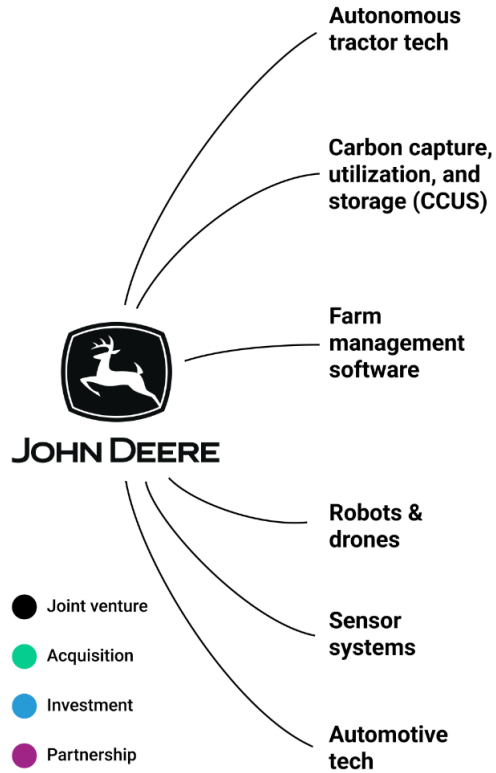 Autonomous
tractor tech
Carbon capture,
utilization, and
storage (CCUS)
Farm
management
software
JOHN DEERE
Robots &
drones
Sensor
systems
Automotive
tech
Joint venture
Acquisition
Investment
Partnership